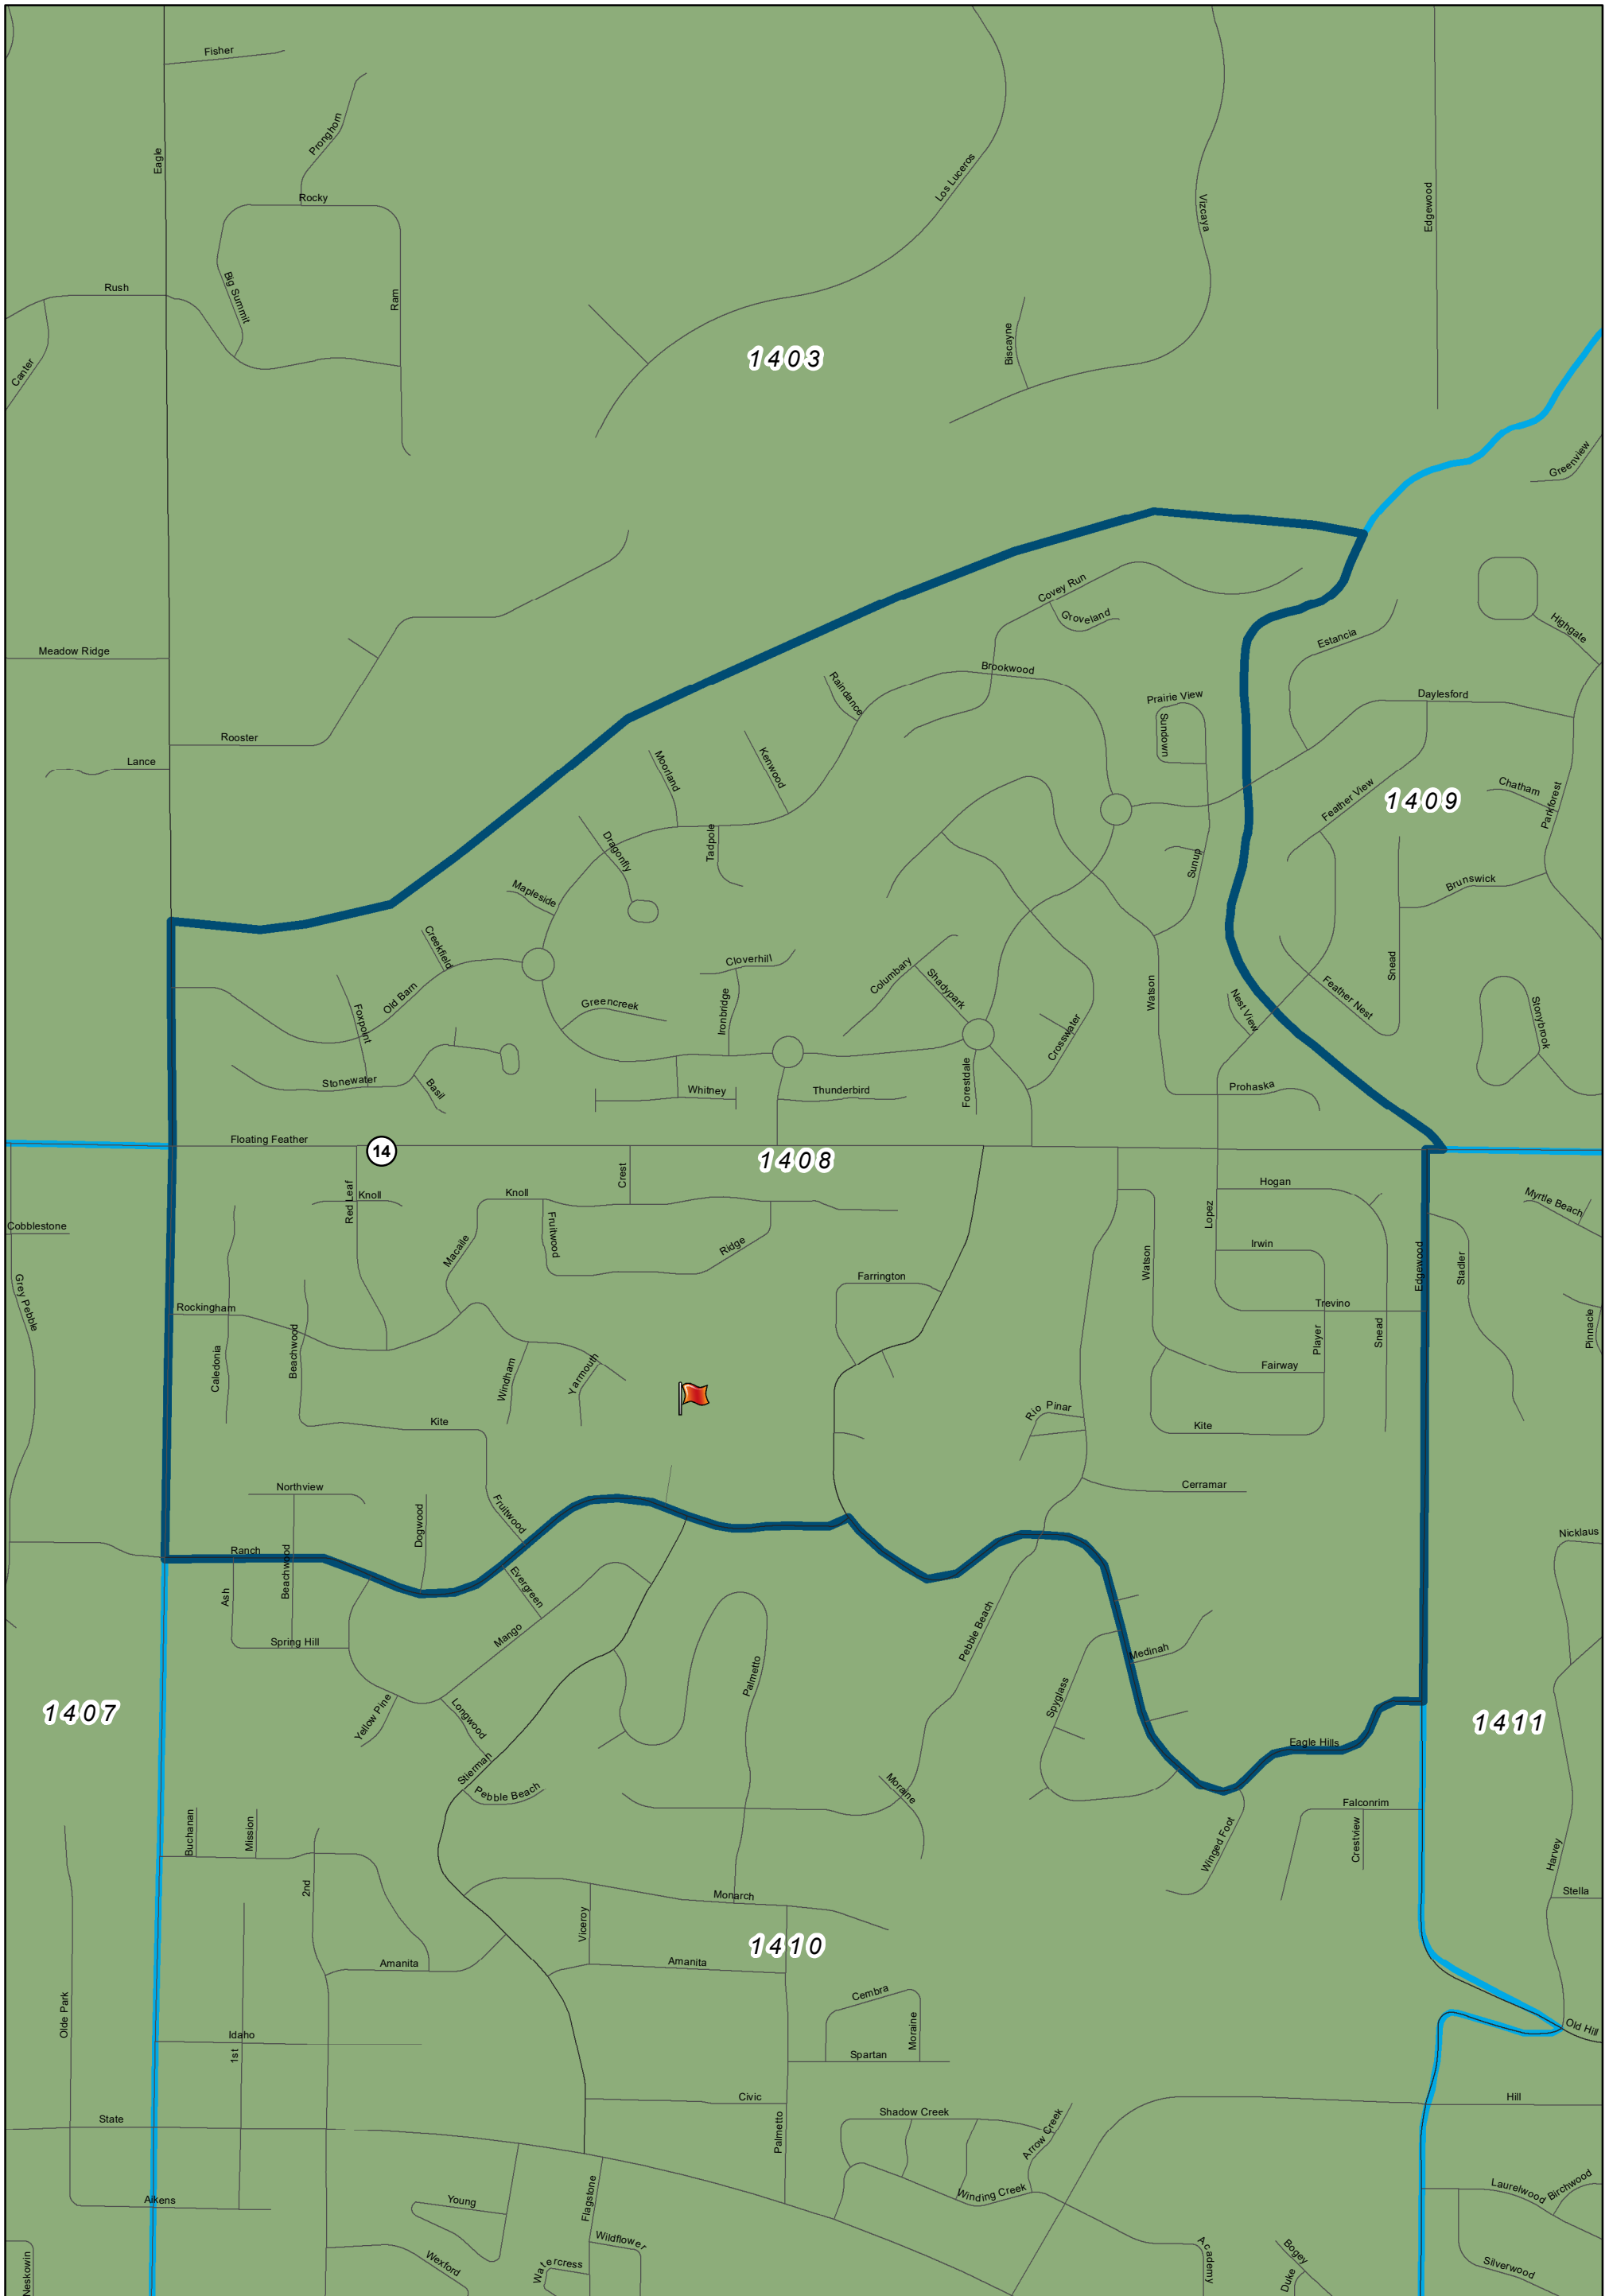 Fisher
Pronghorn
Eagle
Los Luceros
Rocky
Vizcaya
Edgewood
Rush
Big Summit
Ram
Biscayne
1403
Canter
Greenview
Covey Run
Groveland
Highgate
Estancia
Meadow Ridge
Brookwood
Raindance
Prairie View
Daylesford
Sundown
Rooster
Lance
Moorland
Kenwood
Chatham
Feather View
1409
Parkforest
Dragonfly
Tadpole
Sunup
Brunswick
Mapleside
Creekfield
Cloverhill
Columbary
Shadypark
Snead
Old Barn
Watson
Feather Nest
Foxpoint
Greencreek
Ironbridge
Nest View
Stonybrook
Crosswater
Stonewater
Basil
Whitney
Thunderbird
Forestdale
Prohaska
Floating Feather
14
1408
Crest
Hogan
Red Leaf
Knoll
Knoll
Myrtle Beach
Cobblestone
Fruitwood
Lopez
Macaile
Ridge
Irwin
Watson
Edgewood
Stadler
Farrington
Grey Pebble
Rockingham
Trevino
Pinnacle
Player
Snead
Beachwood
Caledonia
Windham
Yarmouth
Fairway
Rio Pinar
Kite
Kite
Northview
Cerramar
Fruitwood
Dogwood
Nicklaus
Ranch
Beachwood
Ash
Evergreen
Spring Hill
Mango
Pebble Beach
Medinah
Palmetto
Spyglass
1407
Yellow Pine
Longwood
1411
Eagle Hills
Stierman
Pebble Beach
Moraine
Falconrim
Buchanan
Mission
Winged Foot
Crestview
Harvey
2nd
Monarch
Stella
Viceroy
1410
Amanita
Amanita
Cembra
Olde Park
Moraine
Old Hill
Idaho
1st
Spartan
Civic
Hill
State
Shadow Creek
Palmetto
Arrow Creek
Laurelwood
Birchwood
Aikens
Young
Flagstone
Winding Creek
Wildflower
Academy
Bogey
Wexford
Watercress
Silverwood
Neskowin
Duke